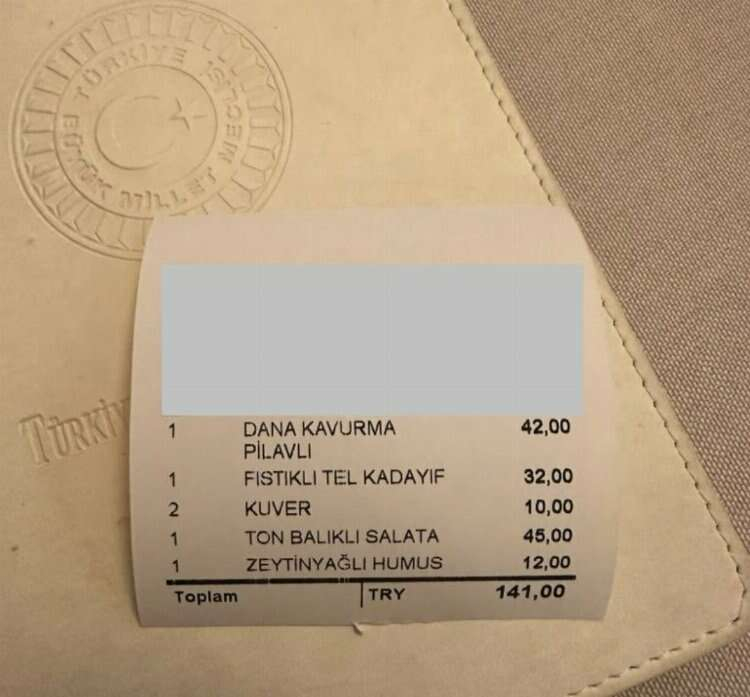 TÜRKİYE
BÜYÜK MİLLET MECLİSİ
TÜRKİY
1 DANA KAVURMA 42,00
PİLAVLI
1 FISTIKLI TEL KADAYIF 32,00
2 KUVER 10,00
1 TON BALIKLI SALATA 45,00
1 ZEYTİNYAĞLI HUMUS 12,00
Toplam TRY 141,00